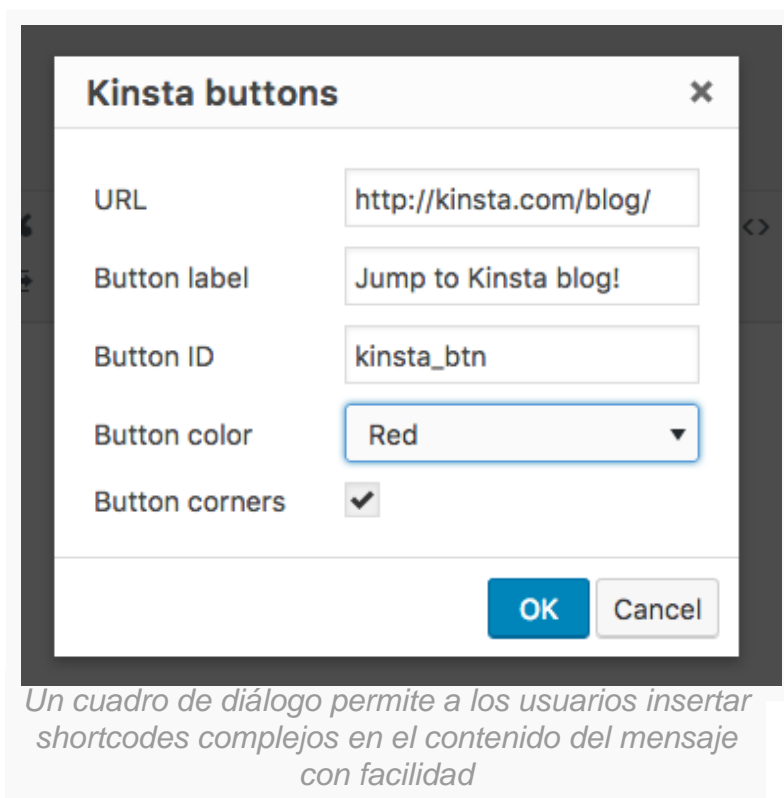 Kinsta buttons
URL http://kinsta.com/blog/
Button label Jump to Kinsta blog!
Button ID kinsta_btn
Button color Red
Button corners
OK Cancel
Un cuadro de diálogo permite a los usuarios insertar
shortcodes complejos en el contenido del mensaje
con facilidad